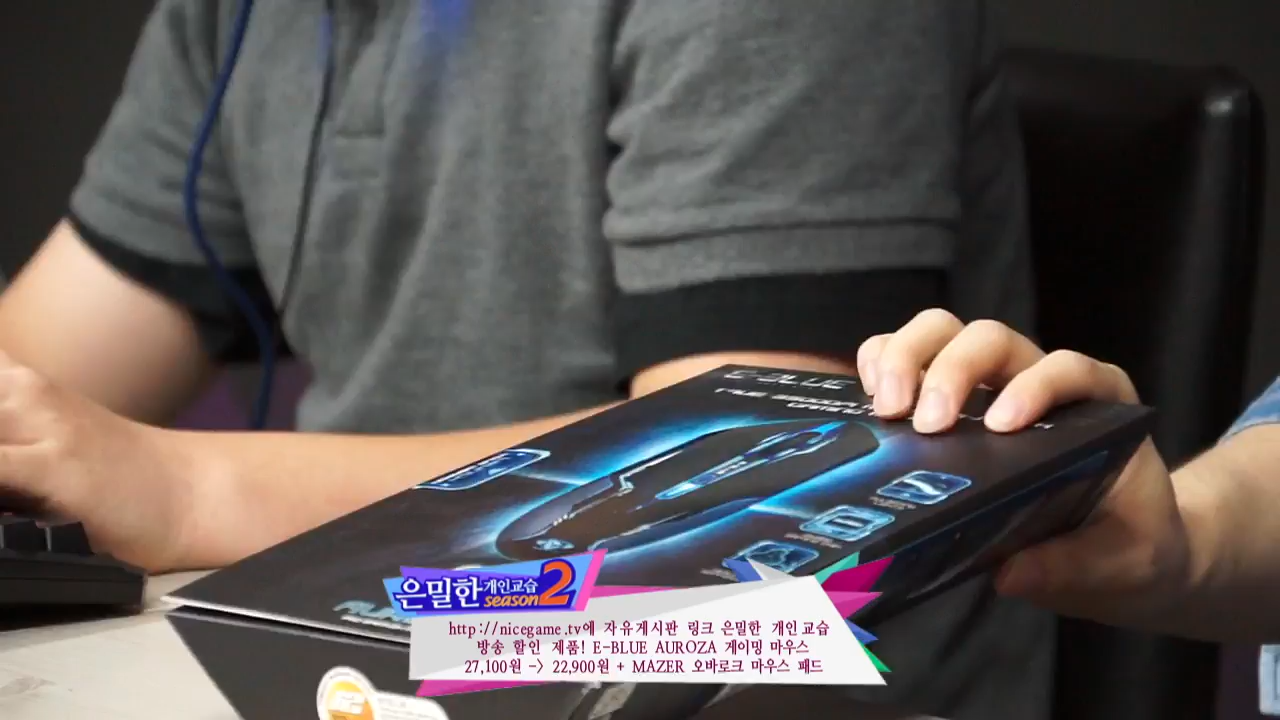 E-BLUE
은밀한 개인교습 season 2
http://nicegame.tv에 자유게시판 링크 은밀한 개인교습
방송 할인 제품! E-BLUE AUROZA 게이밍 마우스
27,100원 -> 22,900원 + MAZER 오바로크 마우스 패드